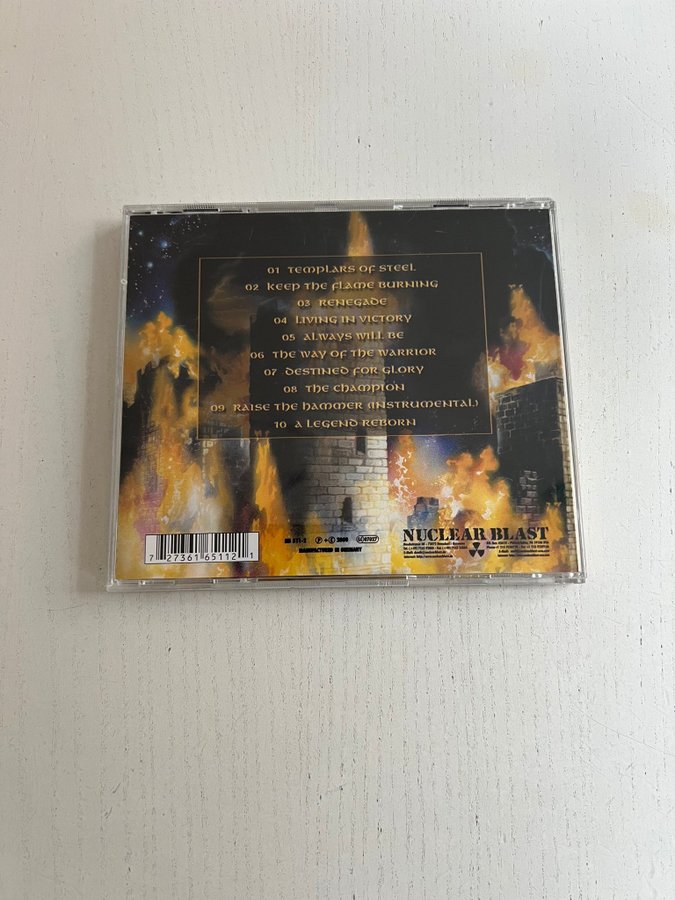 01 TEMPLARS OF STEEL
02 KEEP THE FLAME BURNING
03 RENEGADE
04 LIVING IN VICTORY
05 ALWAYS WILL BE
06 THE WAY OF THE WARRIOR
07 DESTINED FOR GLORY
08 THE CHAMPION
09 RAISE THE HAMMER (INSTRUMENTAL)
10 A LEGEND REBORN
7 27361 65112 1
2000
MANUFACTURED IN GERMANY
NUCLEAR BLAST